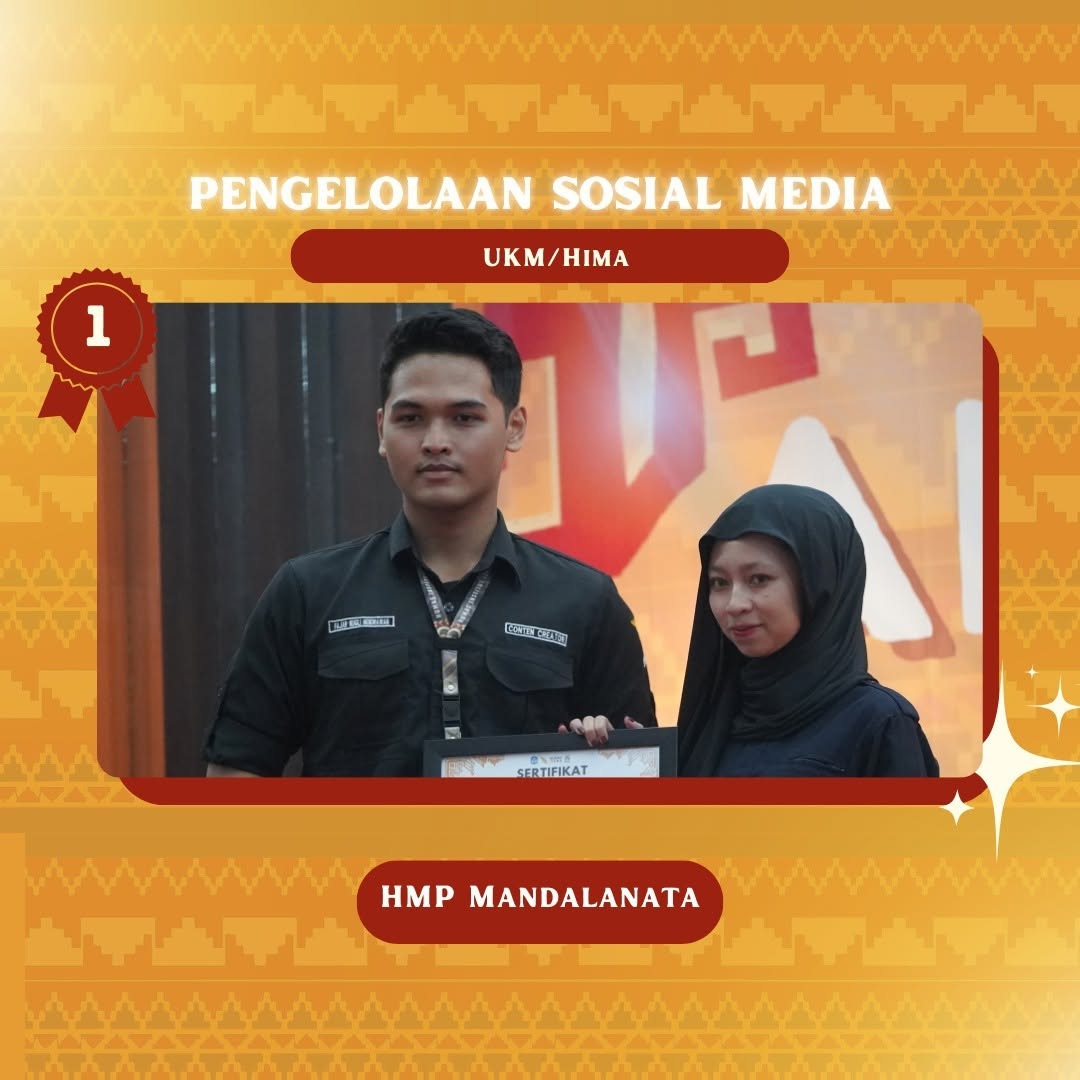 PENGELOLAAN SOSIAL MEDIA
UKM/HIMA
1
CONTEN CREATOR
SERTIFIKAT
HMP MANDALANATA